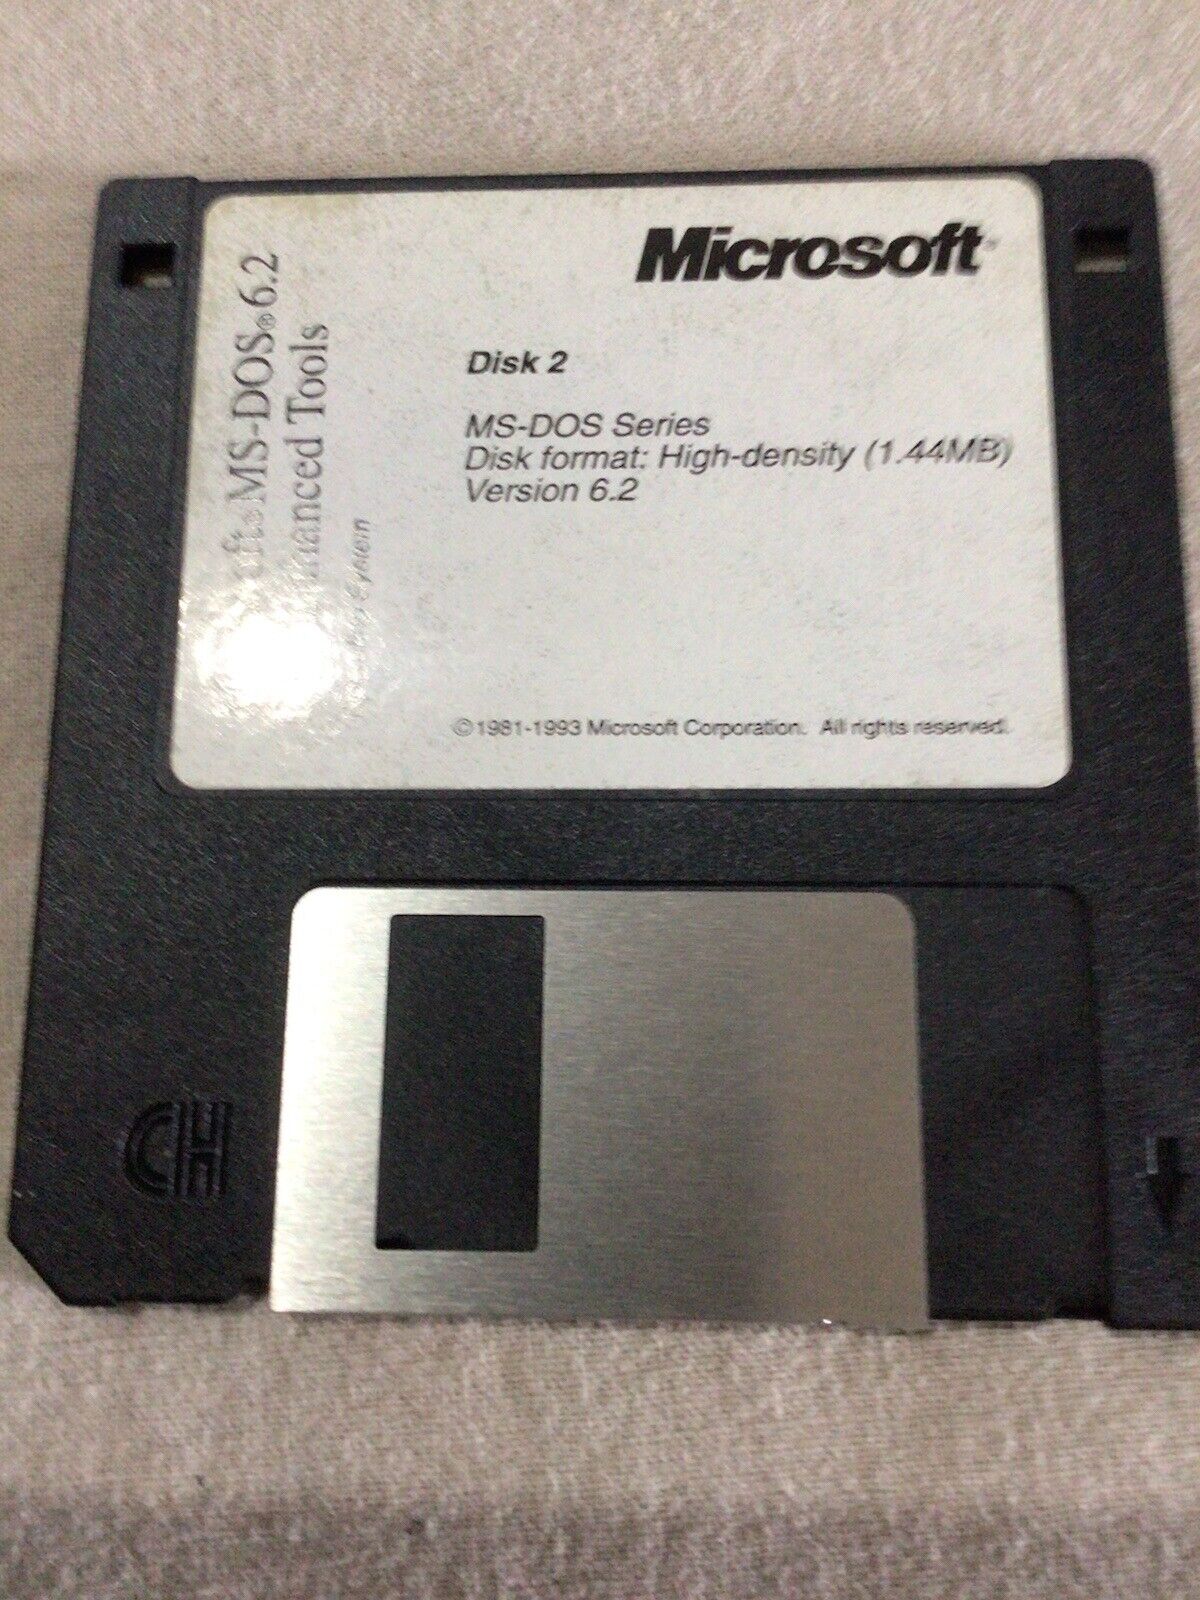 Microsoft
MS-DOS® 6.2
Tools
Disk 2
MS-DOS Series
Disk format: High-density (1.44MB)
Version 6.2
©1981-1993 Microsoft Corporation. All rights reserved.
CH